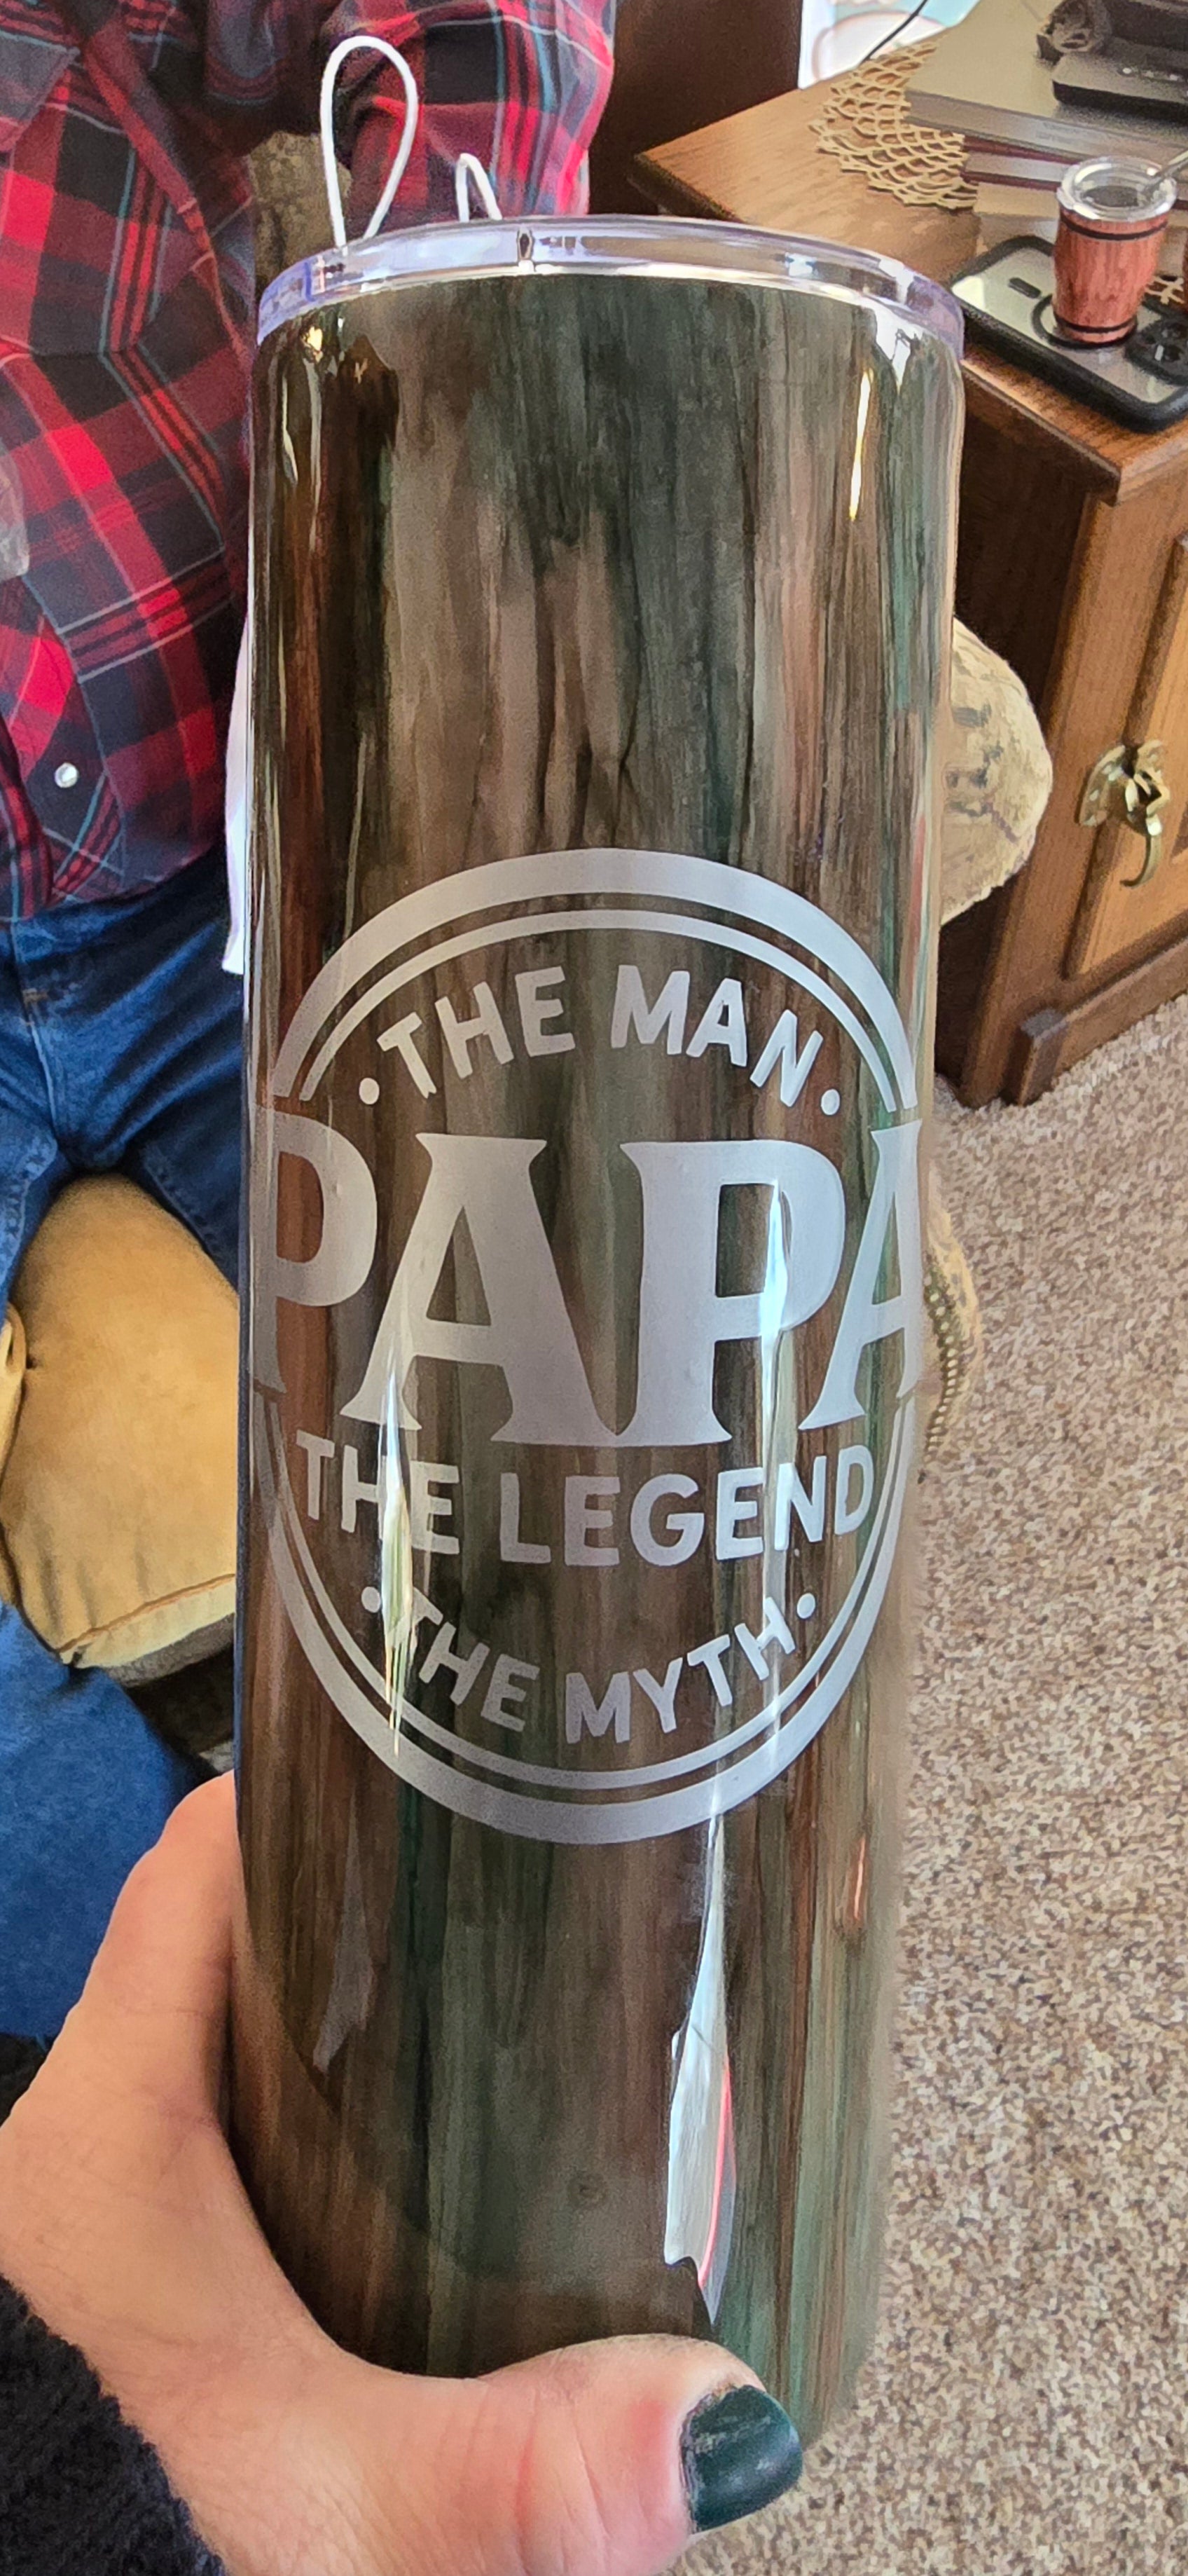 • THE MAN •
PAPA
THE LEGEND
• THE MYTH •